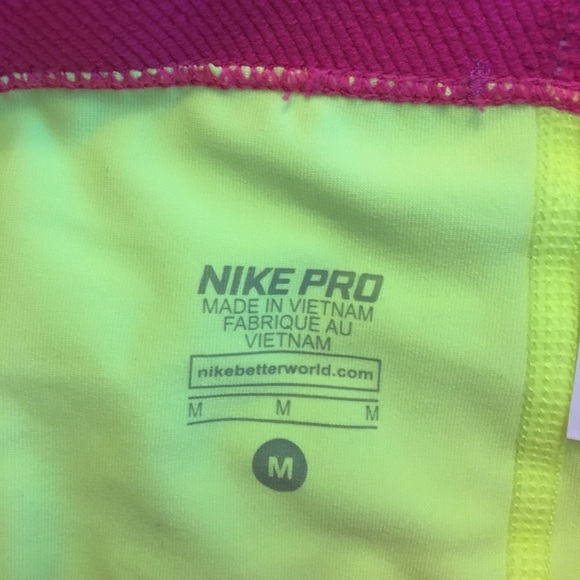 NIKE PRO
MADE IN VIETNAM
FABRIQUE AU
VIETNAM
nikebetterworld.com
M M M
M